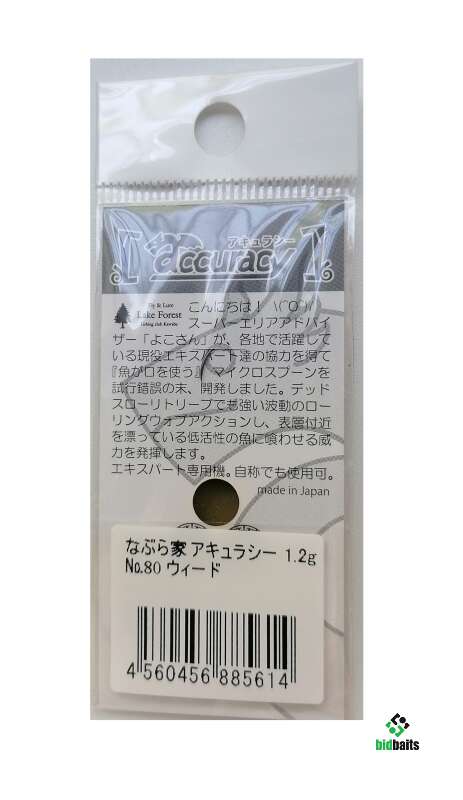 アキュラシー
accuracy
Fly & Lure
Lake Forest
こんにちは! \(^O^)/
スーパーエリアアドバイ
ザー「よこさん」が、各地で活躍して
いる現役エキスパート達の協力を得て
『魚が口を使う』マイクロスプーンを
試行錯誤の末、開発しました。デッド
スローリトリーブでも強い波動のロー
リングウォブアクションし、表層付近
を漂っている低活性の魚に喰わせる威
力を発揮します。
エキスパート専用機。自称でも使用可。
made in Japan
なぶら家 アキュラシー 1.2g
No.80 ウィード
4 560456 885614
bidbaits